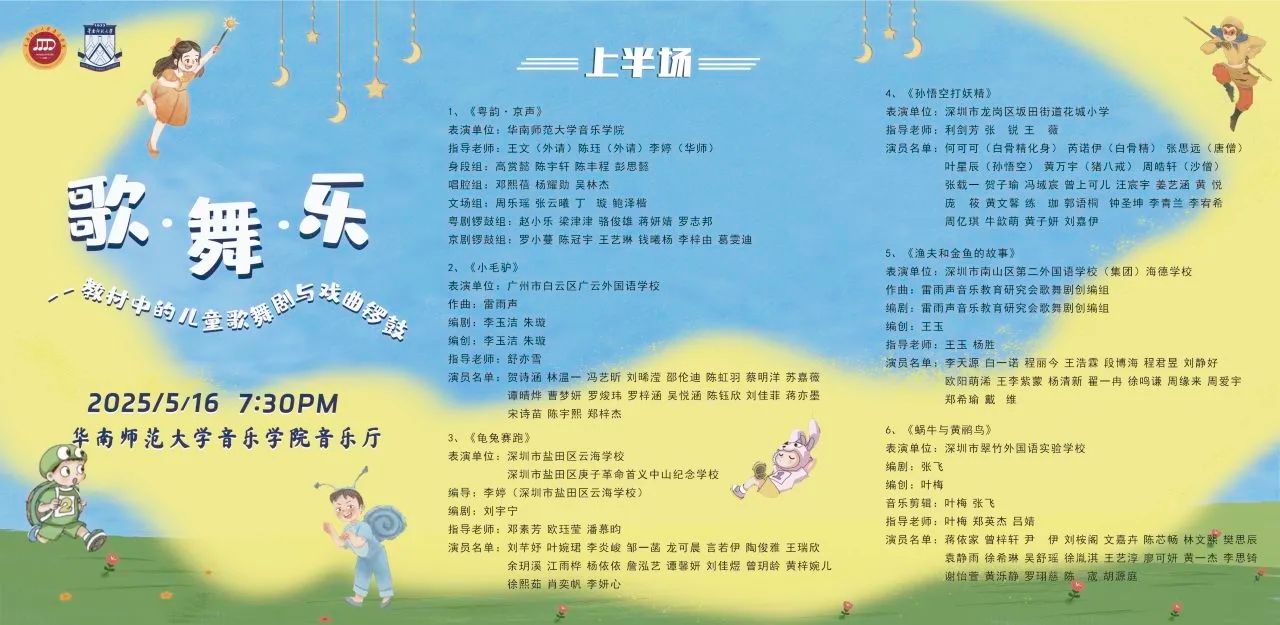 华南师范大学
歌·舞·乐
——教材中的儿童歌舞剧与戏曲锣鼓
2025/5/16 7:30PM
华南师范大学音乐学院音乐厅
上半场
1、《粤韵·京声》
表演单位：华南师范大学音乐学院
指导老师：王文（外请）陈珏（外请）李婷（华师）
身段组：高赏懿 陈宇轩 陈丰程 彭思懿
唱腔组：邓熙蓓 杨耀勋 吴林杰
文场组：周乐瑶 张云曦 丁 璇 鲍泽楷
粤剧锣鼓组：赵小乐 梁津津 骆俊雄 蒋妍婧 罗志邦
京剧锣鼓组：罗小蔓 陈冠宇 王艺琳 钱曦杨 李梓由 葛雯迪
2、《小毛驴》
表演单位：广州市白云区广云外国语学校
作曲：雷雨声
编剧：李玉洁 朱璇
编创：李玉洁 朱璇
指导老师：舒亦雪
演员名单：贺诗涵 林温一 冯艺昕 刘晞滢 邵伦迪 陈虹羽 蔡明洋 苏嘉薇
谭晴烨 曹梦妍 罗焌玮 罗梓涵 吴悦涵 陈钰欣 刘佳菲 蒋亦墨
宋诗苗 陈宇熙 郑梓杰
3、《龟兔赛跑》
表演单位：深圳市盐田区云海学校
深圳市盐田区庚子革命首义中山纪念学校
编导：李婷（深圳市盐田区云海学校）
编剧：刘宇宁
指导老师：邓素芳 欧珏莹 潘慕昀
演员名单：刘芊妤 叶婉珺 李炎峻 邹一菡 龙可晨 言若伊 陶俊雅 王瑞欣
余玥溪 江雨桦 杨依依 詹泓艺 谭馨妍 刘佳煜 曾玥龄 黄梓婉儿
徐熙茹 肖奕帆 李妍心
4、《孙悟空打妖精》
表演单位：深圳市龙岗区坂田街道花城小学
指导老师：利剑芳 张 锐 王 薇
演员名单：何可可（白骨精化身） 芮诺伊（白骨精） 张思远（唐僧）
叶星辰（孙悟空） 黄万宇（猪八戒） 周皓轩（沙僧）
张载一 贺子瑜 冯域宸 曾上可儿 汪宸宇 姜艺涵 黄 悦
庞 筱 黄文馨 练 珈 郭语桐 钟圣坤 李青兰 李宥希
周亿琪 牛歆萌 黄子妍 刘嘉伊
5、《渔夫和金鱼的故事》
表演单位：深圳市南山区第二外国语学校（集团）海德学校
作曲：雷雨声音乐教育研究会歌舞剧创编组
编剧：雷雨声音乐教育研究会歌舞剧创编组
编创：王玉
指导老师：王玉 杨胜
演员名单：李天源 白一诺 程丽今 王浩霖 段博海 程君昱 刘静好
欧阳萌浠 王李紫蒙 杨清新 翟一冉 徐鸣谦 周缘来 周爱宇
郑希瑜 戴 维
6、《蜗牛与黄鹂鸟》
表演单位：深圳市翠竹外国语实验学校
编剧：张飞
编创：叶梅
音乐剪辑：叶梅 张飞
指导老师：叶梅 郑英杰 吕婧
演员名单：蒋依家 曾梓轩 尹 伊 刘桉阁 文嘉卉 陈芯畅 林文骤 樊思辰
袁静雨 徐希琳 吴舒瑶 徐胤淇 王艺淳 廖可妍 黄一杰 李思锜
谢怡萱 黄泺静 罗珝慈 陈 宬 胡源庭
2